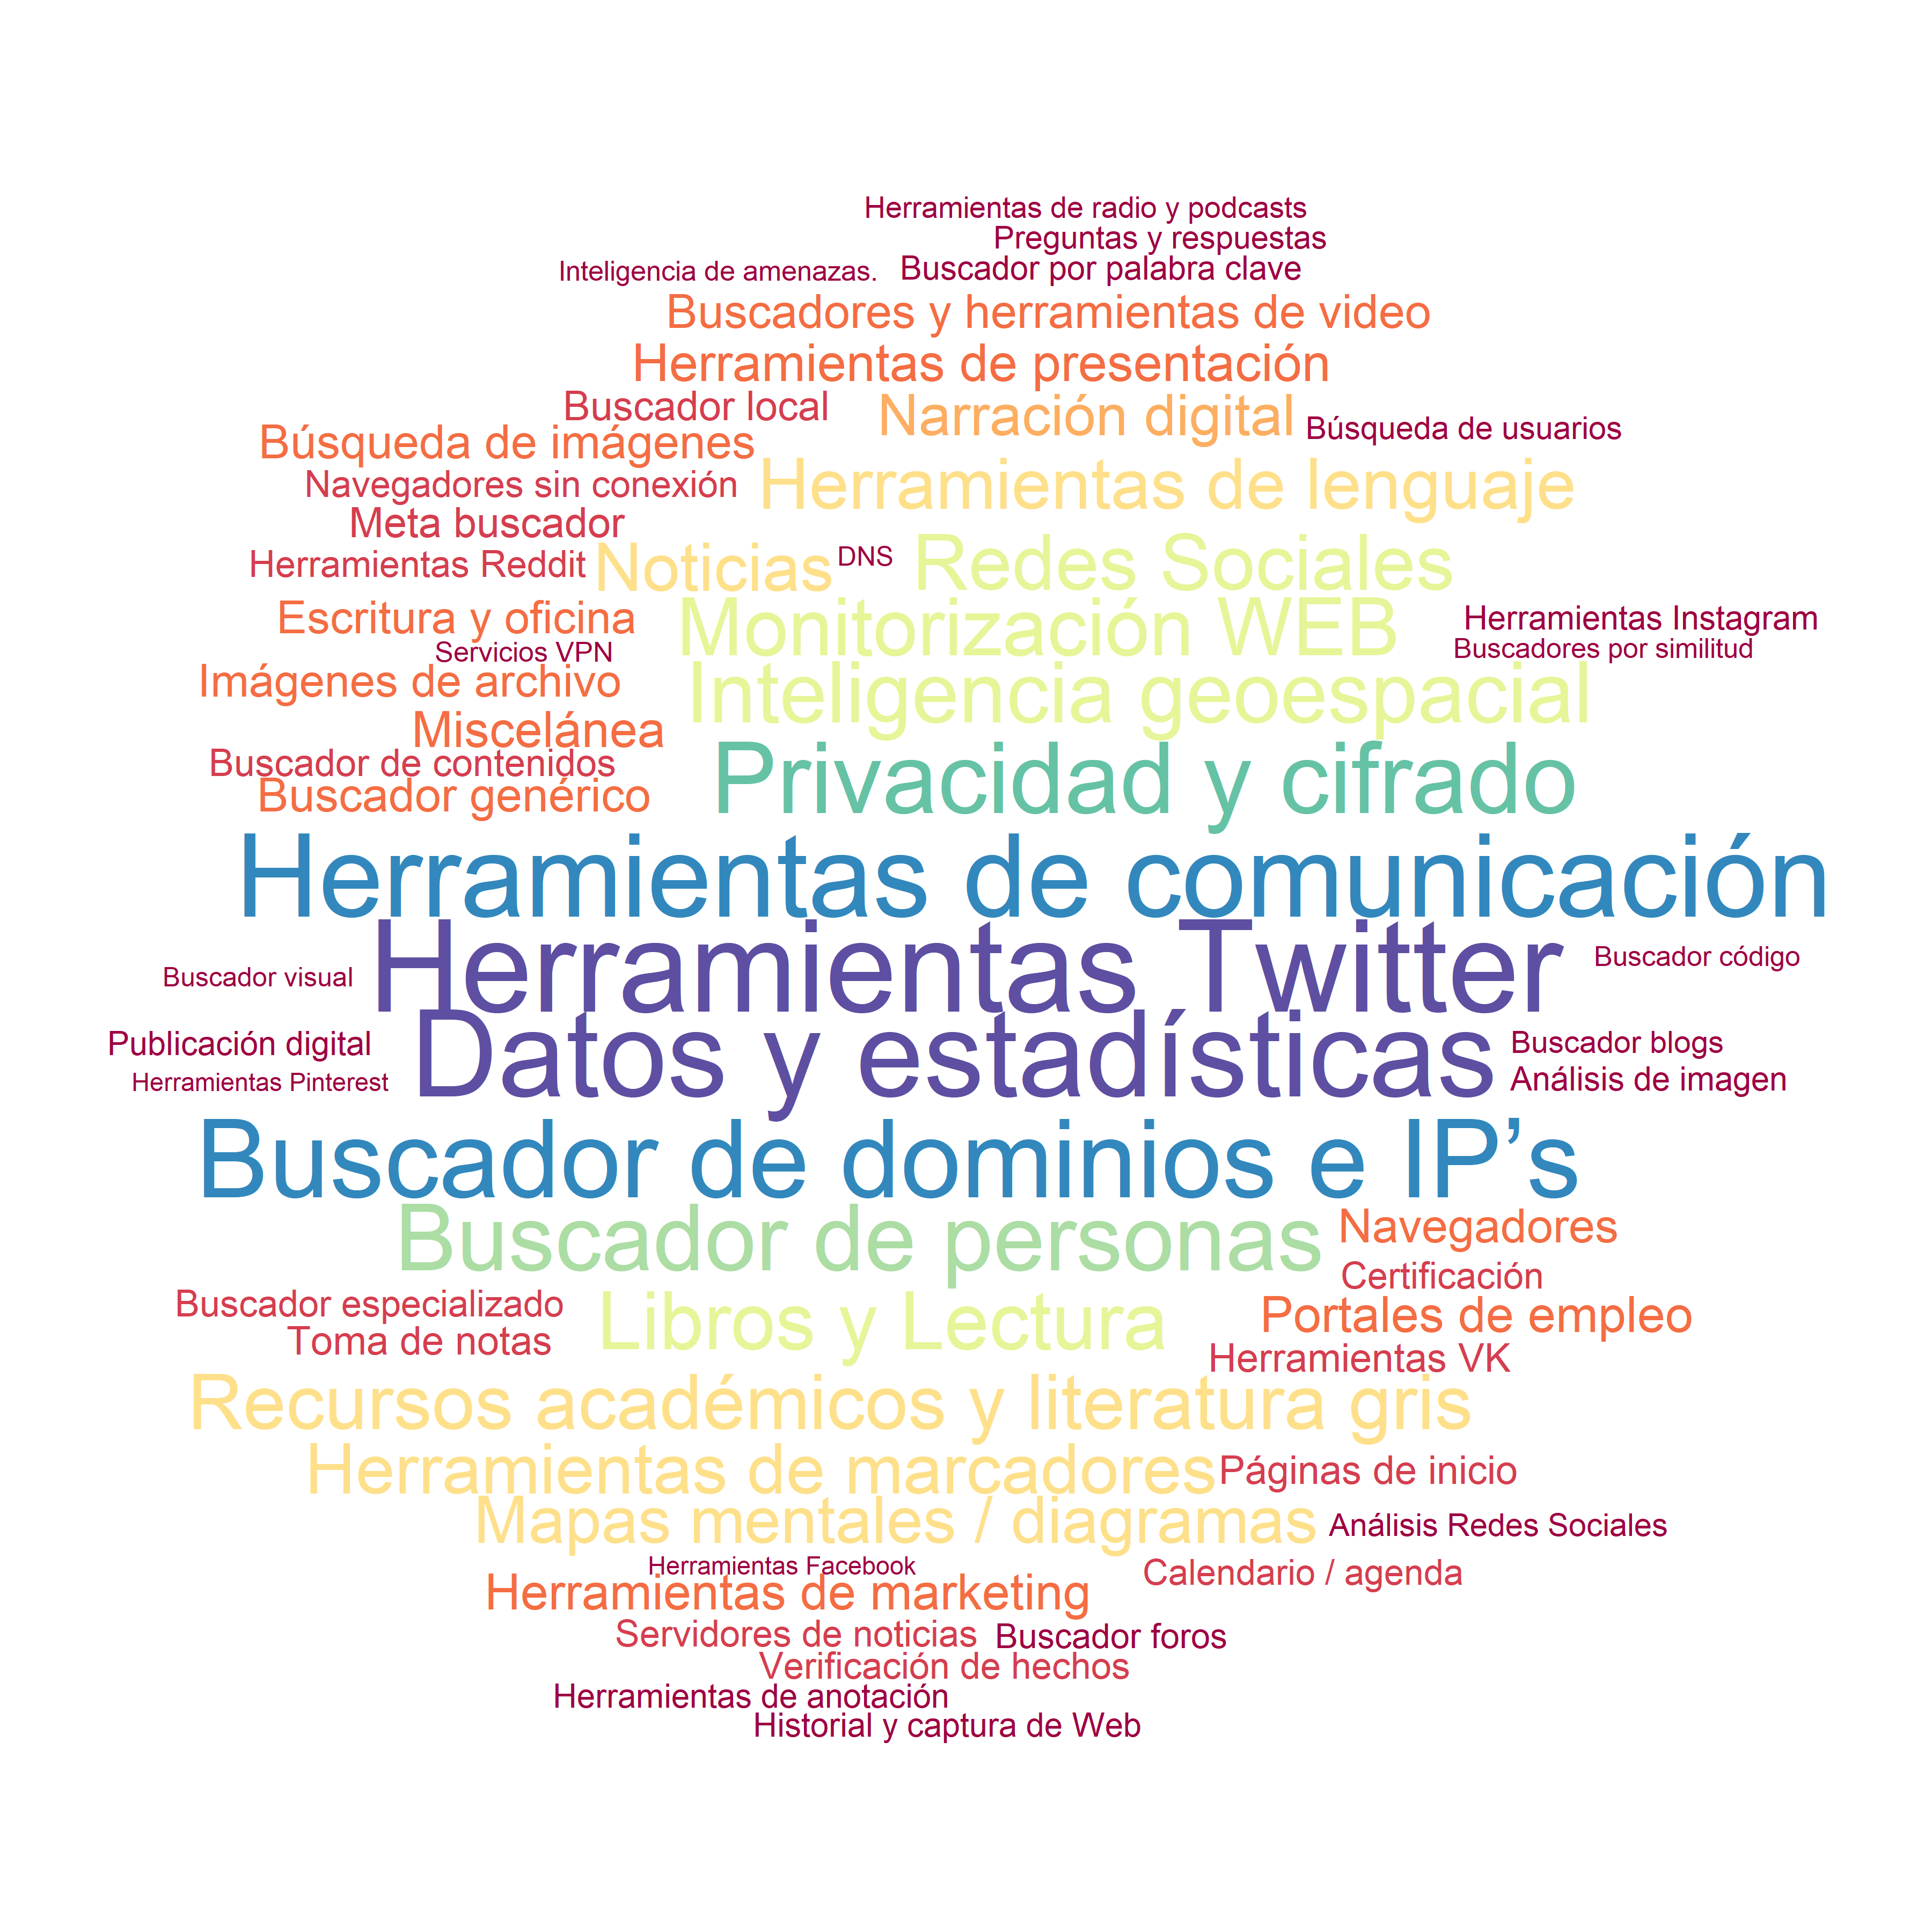 Herramientas de radio y podcasts
Preguntas y respuestas
Inteligencia de amenazas.
Buscador por palabra clave
Buscadores y herramientas de video
Herramientas de presentación
Buscador local
Narración digital
Búsqueda de usuarios
Búsqueda de imágenes
Navegadores sin conexión
Herramientas de lenguaje
Meta buscador
Herramientas Reddit
Noticias
DNS
Redes Sociales
Escritura y oficina
Monitorización WEB
Herramientas Instagram
Servicios VPN
Buscadores por similitud
Imágenes de archivo
Inteligencia geoespacial
Miscelánea
Buscador de contenidos
Privacidad y cifrado
Buscador genérico
Herramientas de comunicación
Herramientas Twitter
Buscador código
Buscador visual
Publicación digital
Datos y estadísticas
Buscador blogs
Herramientas Pinterest
Análisis de imagen
Buscador de dominios e IP’s
Buscador de personas
Navegadores
Certificación
Buscador especializado
Libros y Lectura
Portales de empleo
Toma de notas
Herramientas VK
Recursos académicos y literatura gris
Herramientas de marcadores
Páginas de inicio
Mapas mentales / diagramas
Análisis Redes Sociales
Herramientas Facebook
Calendario / agenda
Herramientas de marketing
Servidores de noticias
Buscador foros
Verificación de hechos
Herramientas de anotación
Historial y captura de Web